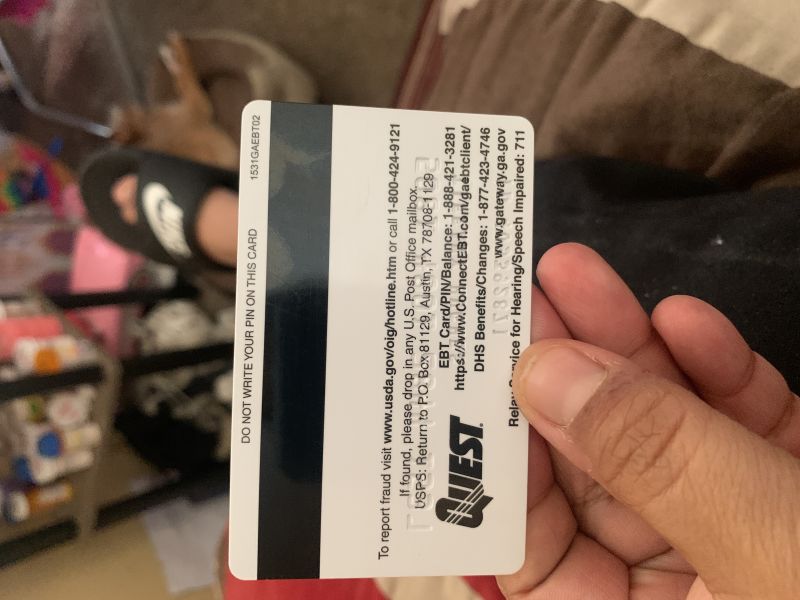 1531GAEBT02
DO NOT WRITE YOUR PIN ON THIS CARD
To report fraud visit www.usda.gov/oig/hotline.htm or call 1-800-424-9121
If found, please drop in any U.S. Post Office mailbox.
USPS: Return to P.O. Box 81129, Austin, TX 78708-1129
EBT Card/PIN/Balance: 1-888-421-3281
https://www.ConnectEBT.com/gaebtclient/
DHS Benefits/Changes: 1-877-423-4746
www.gateway.ga.gov
Relay Service for Hearing/Speech Impaired: 711
QUEST